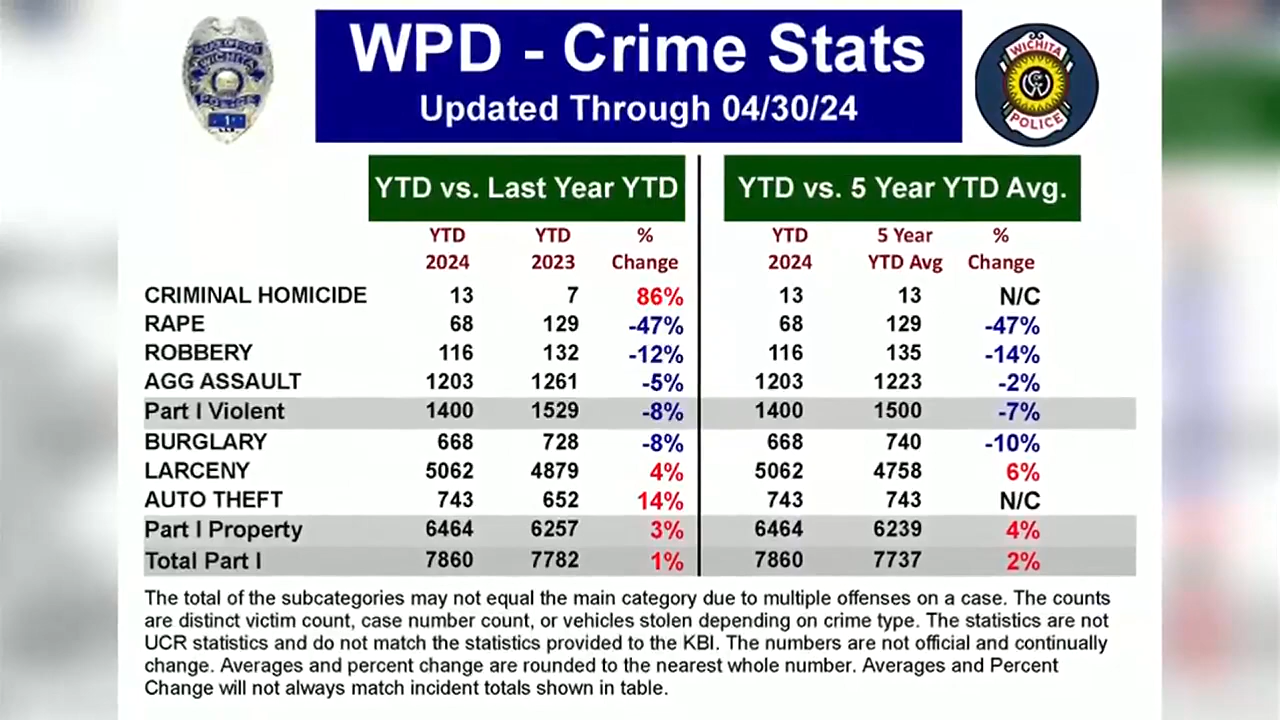 WPD - Crime Stats
Updated Through 04/30/24
WICHITA
POLICE
WICHITA
POLICE
1
YTD vs. Last Year YTD YTD vs. 5 Year YTD Avg.
YTD YTD % YTD 5 Year %
2024 2023 Change 2024 YTD Avg Change
CRIMINAL HOMICIDE 13 7 86% 13 13 N/C
RAPE 68 129 -47% 68 129 -47%
ROBBERY 116 132 -12% 116 135 -14%
AGG ASSAULT 1203 1261 -5% 1203 1223 -2%
Part I Violent 1400 1529 -8% 1400 1500 -7%
BURGLARY 668 728 -8% 668 740 -10%
LARCENY 5062 4879 4% 5062 4758 6%
AUTO THEFT 743 652 14% 743 743 N/C
Part I Property 6464 6257 3% 6464 6239 4%
Total Part I 7860 7782 1% 7860 7737 2%
The total of the subcategories may not equal the main category due to multiple offenses on a case. The counts
are distinct victim count, case number count, or vehicles stolen depending on crime type. The statistics are not
UCR statistics and do not match the statistics provided to the KBI. The numbers are not official and continually
change. Averages and percent change are rounded to the nearest whole number. Averages and Percent
Change will not always match incident totals shown in table.